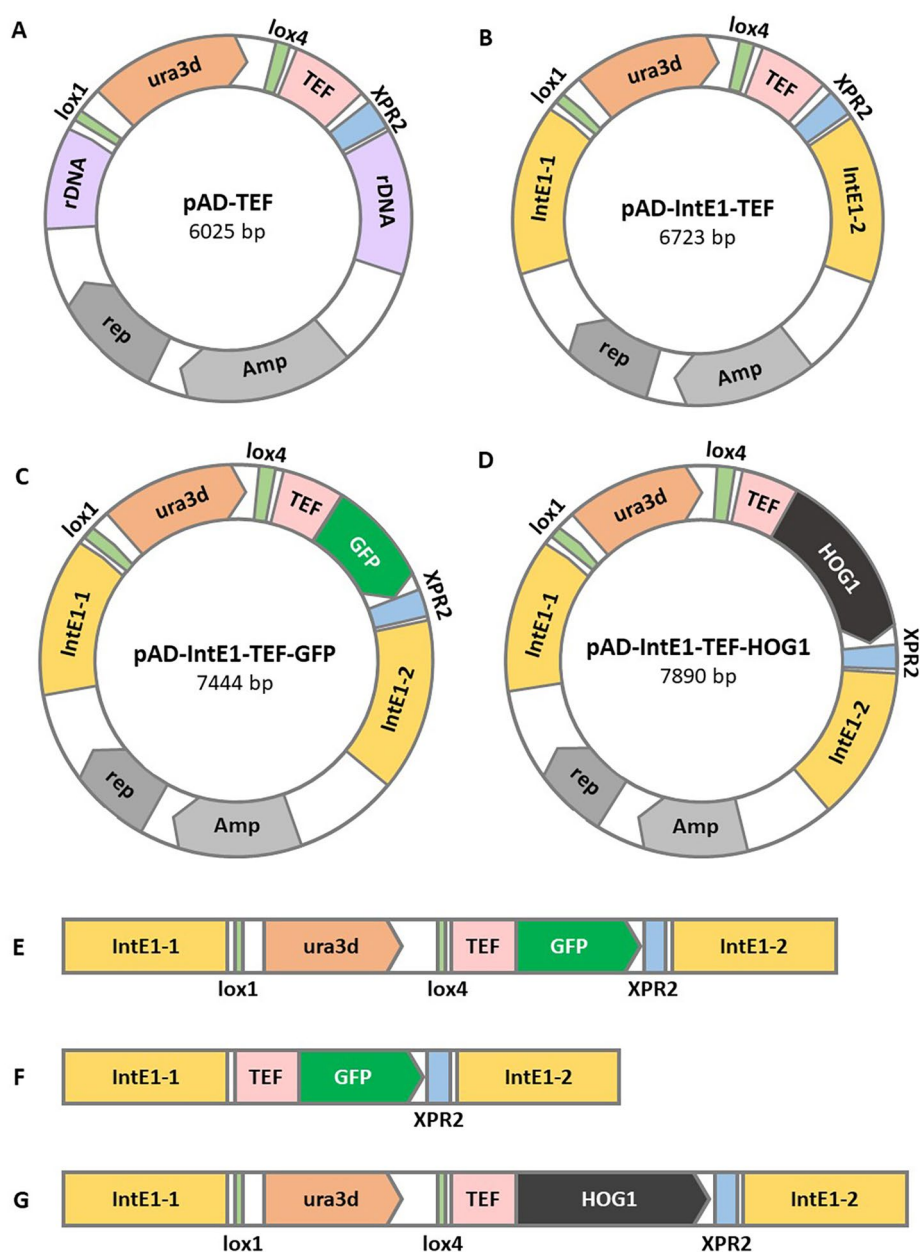 A
lox1
ura3d
lox4
TEF
XPR2
rDNA
rDNA
pAD-TEF
6025 bp
rep
Amp
B
lox1
ura3d
lox4
TEF
XPR2
IntE1-1
IntE1-2
pAD-IntE1-TEF
6723 bp
rep
Amp
C
lox1
ura3d
lox4
TEF
GFP
XPR2
IntE1-1
IntE1-2
pAD-IntE1-TEF-GFP
7444 bp
rep
Amp
D
lox1
ura3d
lox4
TEF
HOG1
XPR2
IntE1-1
IntE1-2
pAD-IntE1-TEF-HOG1
7890 bp
rep
Amp
E IntE1-1 ura3d TEF GFP IntE1-2
lox1 lox4 XPR2
F IntE1-1 TEF GFP IntE1-2
XPR2
G IntE1-1 ura3d TEF HOG1 IntE1-2
lox1 lox4 XPR2